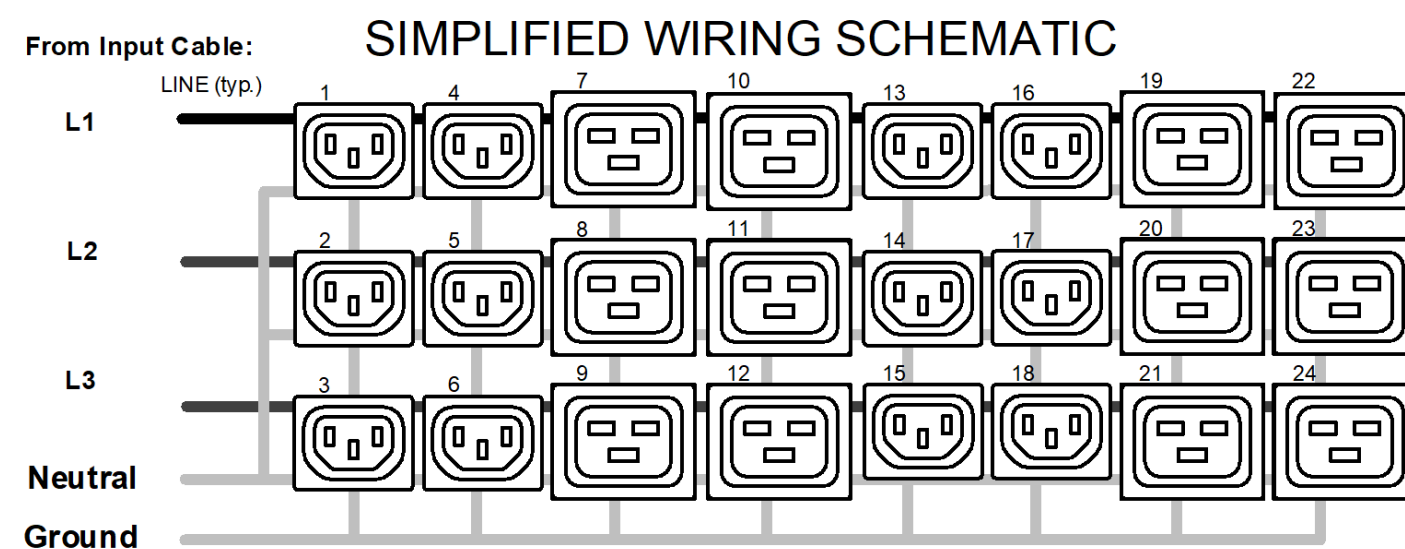 SIMPLIFIED WIRING SCHEMATIC
From Input Cable:
LINE (typ.)
1 4 7 10 13 16 19 22
L1
2 5 8 11 14 17 20 23
L2
3 6 9 12 15 18 21 24
L3
Neutral
Ground